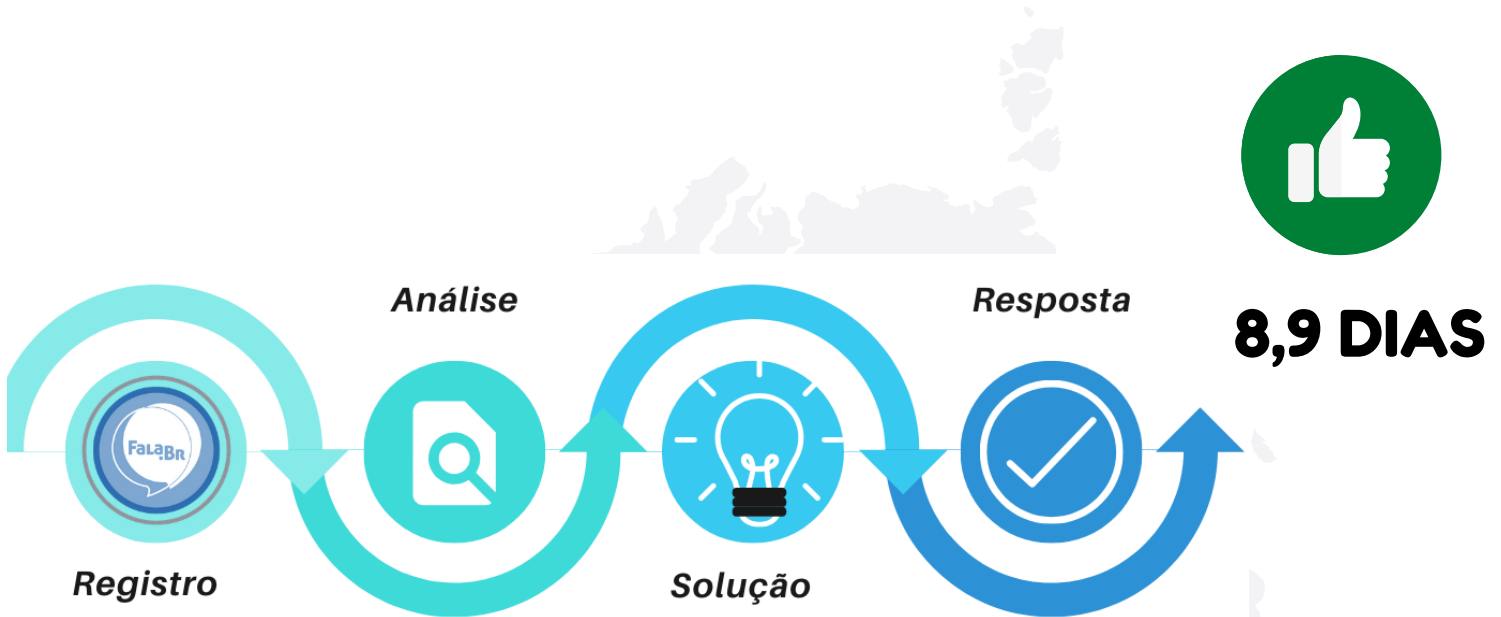 Análise
Resposta
8,9 DIAS
FalaBr
Registro
Solução